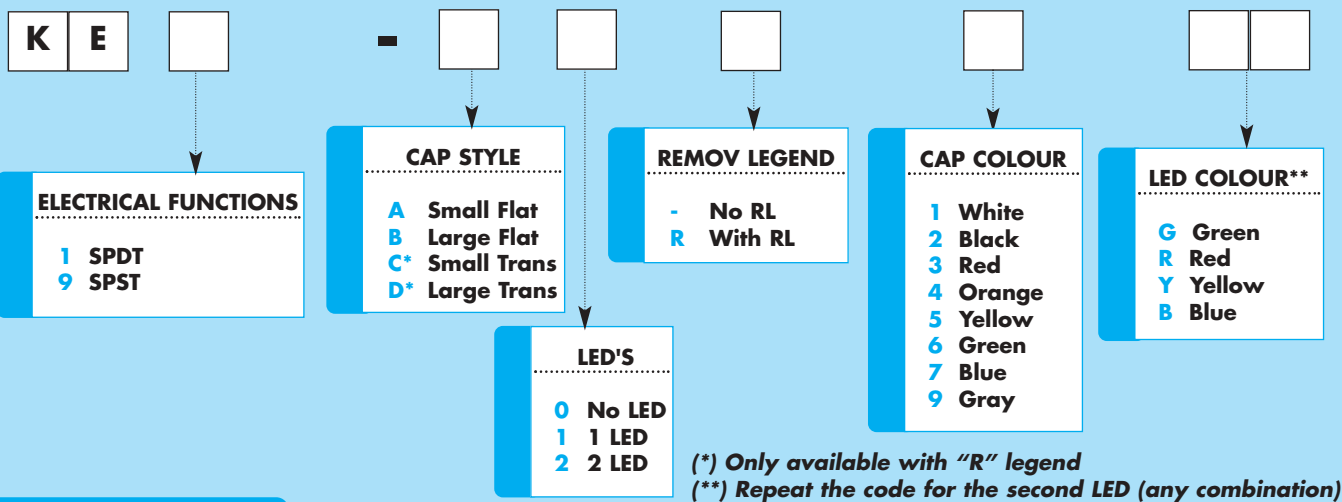 K E -
ELECTRICAL FUNCTIONS
1 SPDT
9 SPST
CAP STYLE
A Small Flat
B Large Flat
C* Small Trans
D* Large Trans
LED'S
0 No LED
1 1 LED
2 2 LED
REMOV LEGEND
- No RL
R With RL
CAP COLOUR
1 White
2 Black
3 Red
4 Orange
5 Yellow
6 Green
7 Blue
9 Gray
LED COLOUR**
G Green
R Red
Y Yellow
B Blue
(*) Only available with “R” legend
(**) Repeat the code for the second LED (any combination)